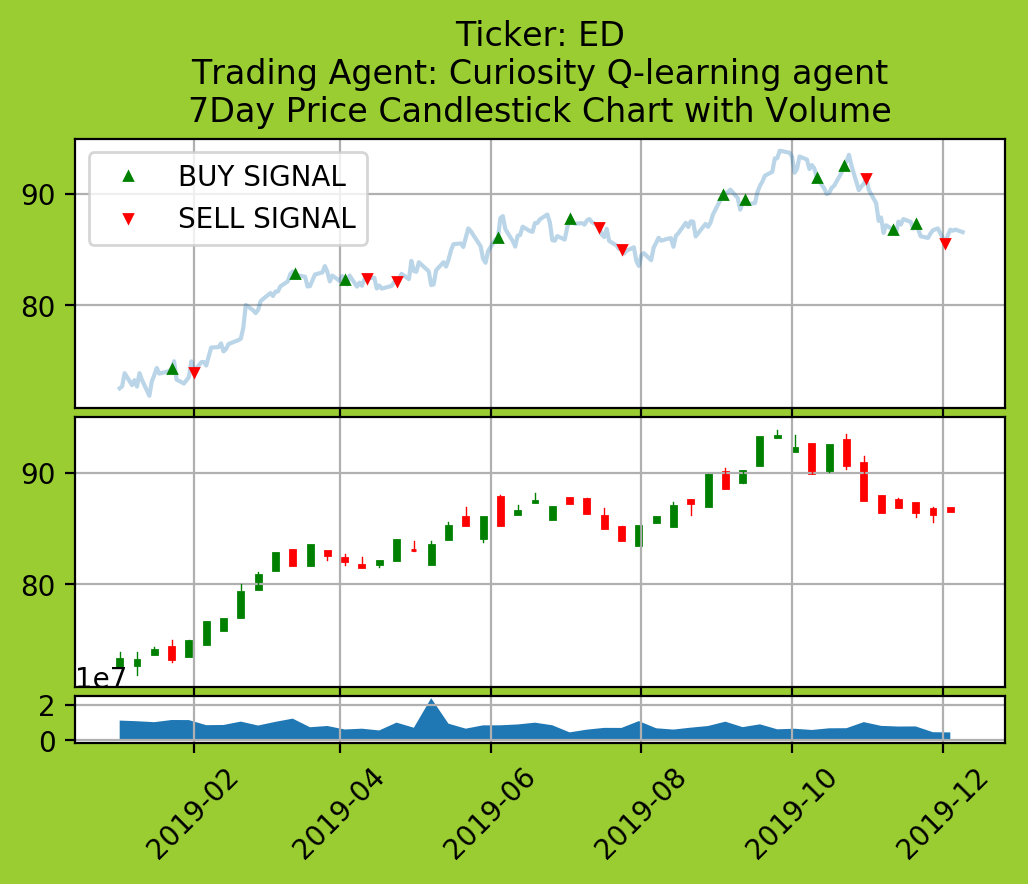 Ticker: ED
Trading Agent: Curiosity Q-learning agent
7Day Price Candlestick Chart with Volume
BUY SIGNAL
SELL SIGNAL
90
80
90
80
1e7
2
0
2019-02
2019-04
2019-06
2019-08
2019-10
2019-12